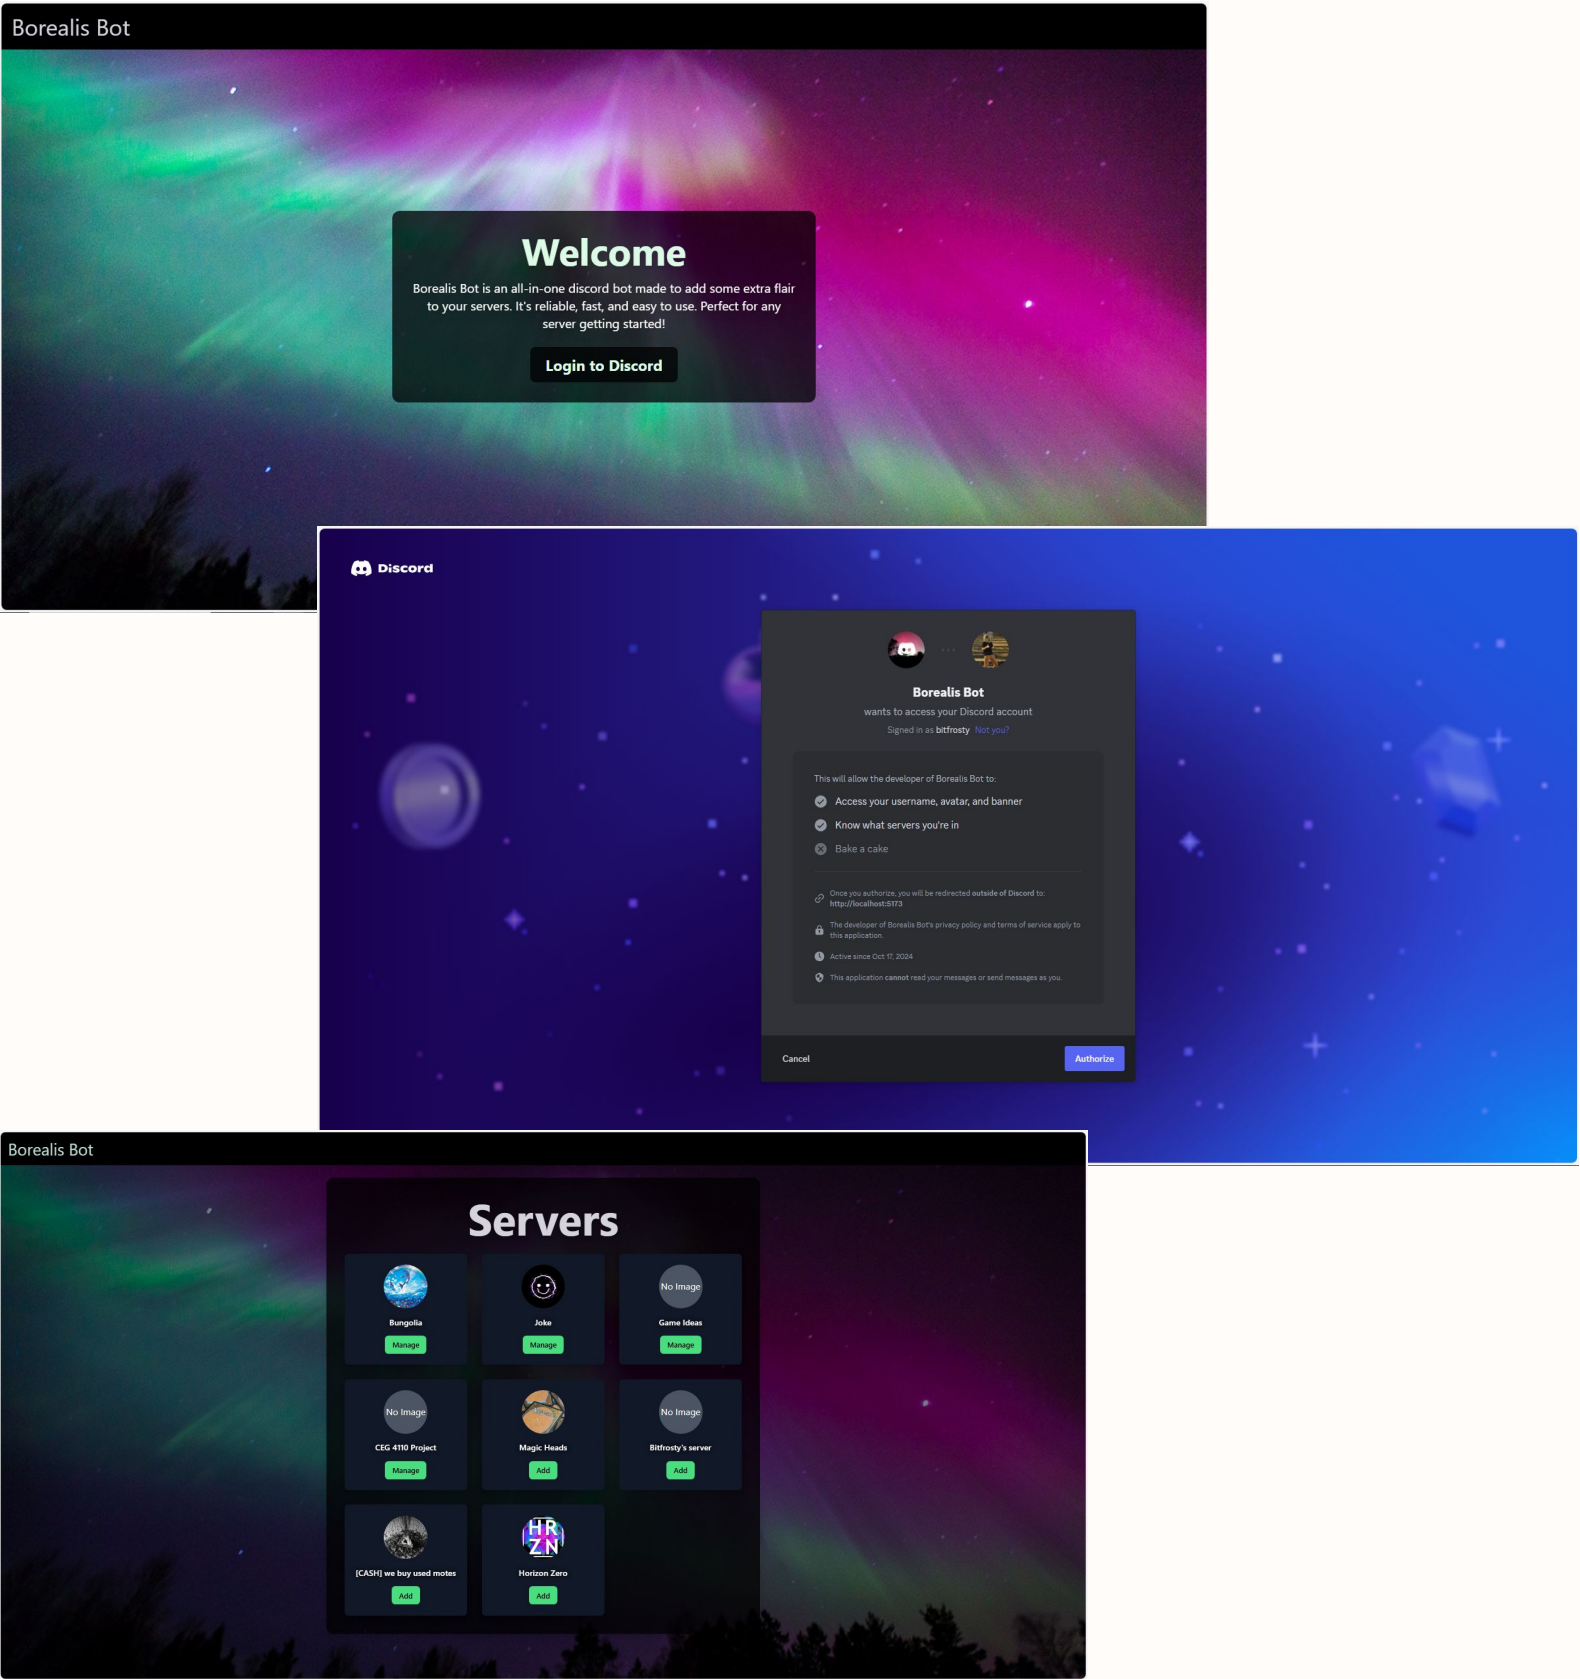 Borealis Bot
Welcome
Borealis Bot is an all-in-one discord bot made to add some extra flair
to your servers. It's reliable, fast, and easy to use. Perfect for any
server getting started!
Login to Discord
Discord
Borealis Bot
wants to access your Discord account
Signed in as bitfrosty Not you?
This will allow the developer of Borealis Bot to:
Access your username, avatar, and banner
Know what servers you're in
Bake a cake
Once you authorize, you will be redirected outside of Discord to:
http://localhost:5173
The developer of Borealis Bot's privacy policy and terms of service apply to
this application.
Active since Oct 17, 2024
This application cannot read your messages or send messages as you.
Cancel
Authorize
Borealis Bot
Servers
Bungolia
Manage
Joke
Manage
No Image
Game Ideas
Manage
No Image
CEG 4110 Project
Manage
Magic Heads
Add
No Image
Bitfrosty's server
Add
[CASH] we buy used motes
Add
HR
ZN
Horizon Zero
Add